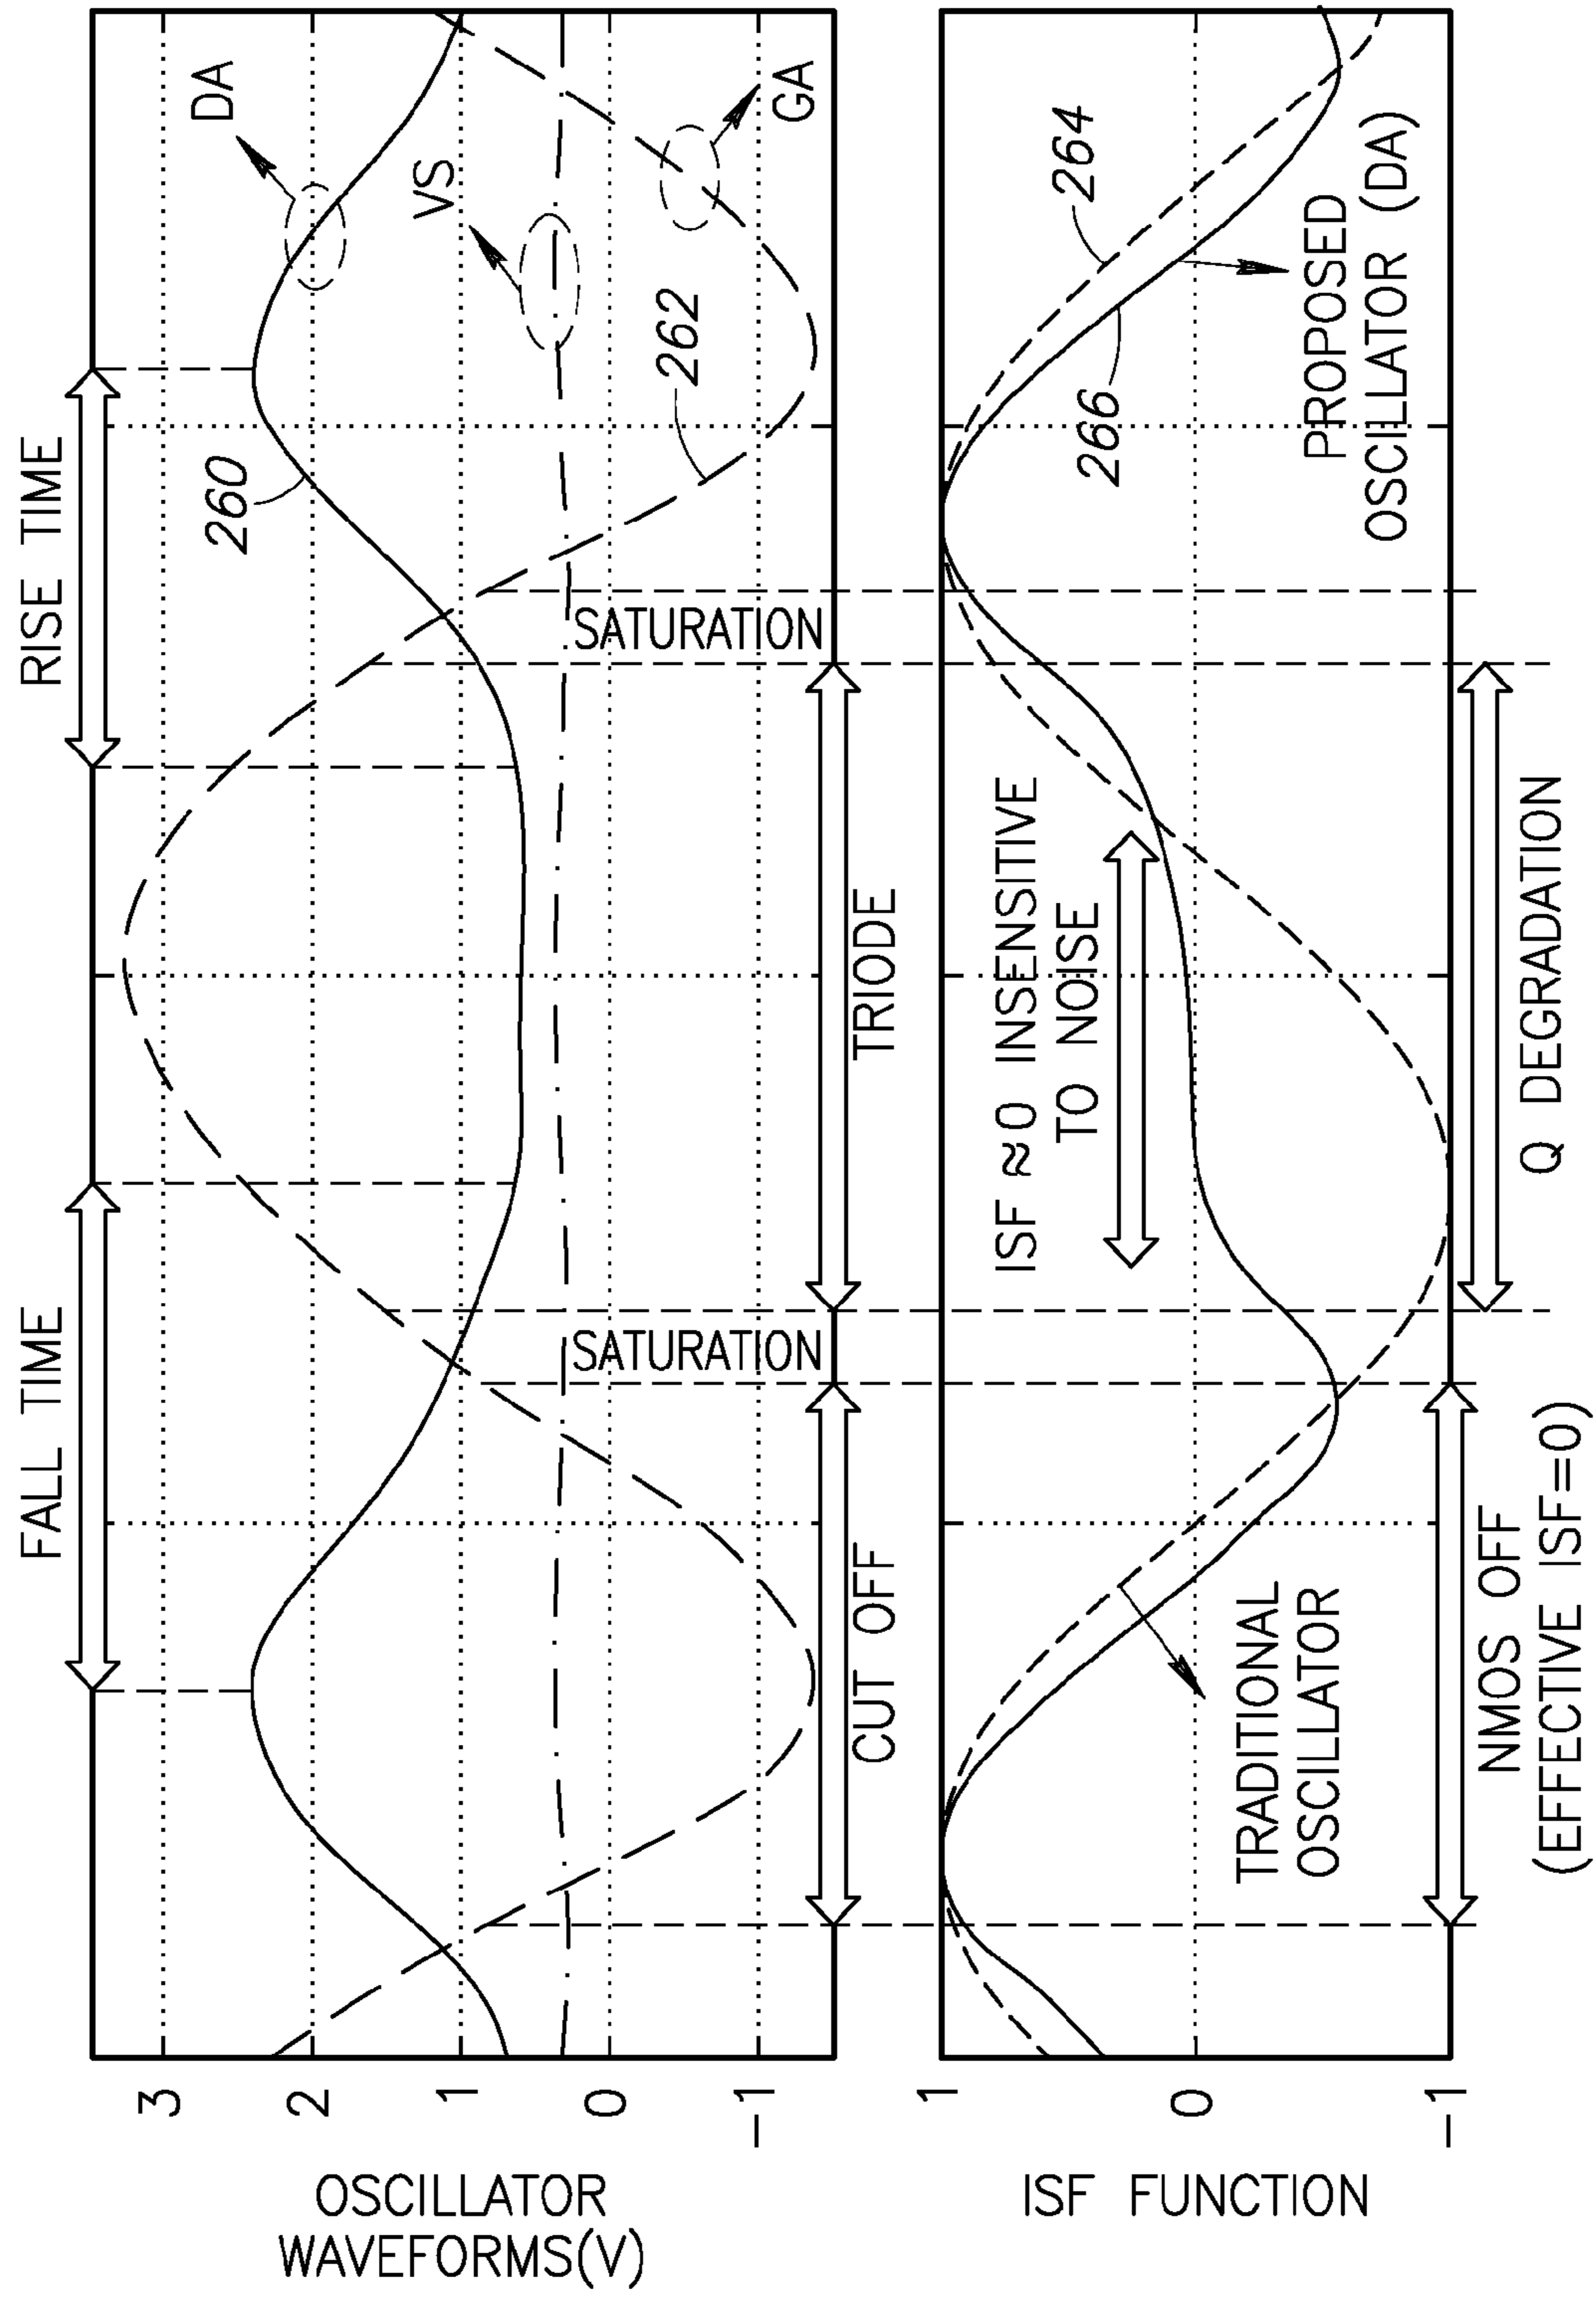 FALL TIME
RISE TIME
OSCILLATOR
WAVEFORMS(V)
3
2
1
0
-1
260
DA
VS
262
GA
SATURATION
SATURATION
CUT OFF
TRIODE
ISF FUNCTION
1
0
-1
ISF ≈0 INSENSITIVE
TO NOISE
TRADITIONAL
OSCILLATOR
264
266
PROPOSED
OSCILLATOR (DA)
NMOS OFF
(EFFECTIVE ISF=0)
Q DEGRADATION